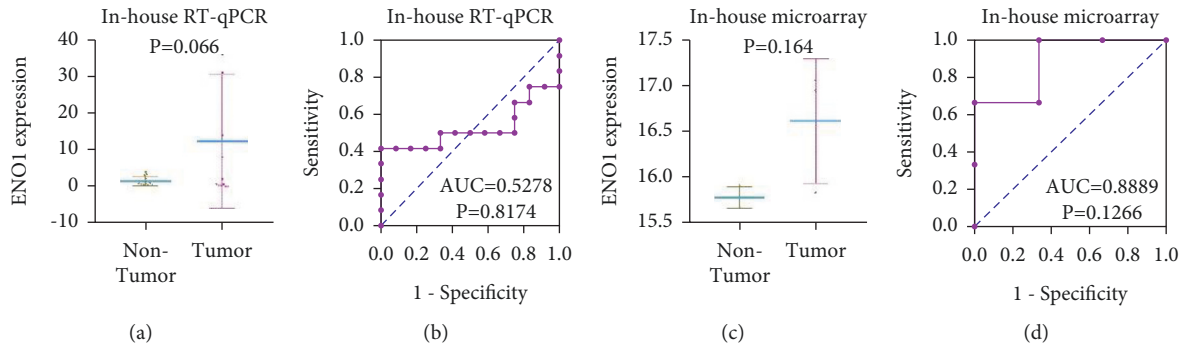 In-house RT-qPCR
P=0.066
ENO1 expression
40
30
20
10
0
-10
Non-
Tumor
Tumor
(a)
In-house RT-qPCR
Sensitivity
1.0
0.8
0.6
0.4
0.2
0.0
AUC=0.5278
P=0.8174
0.0 0.2 0.4 0.6 0.8 1.0
1 - Specificity
(b)
In-house microarray
P=0.164
ENO1 expression
17.5
17.0
16.5
16.0
15.5
Non-
Tumor
Tumor
(c)
In-house microarray
Sensitivity
1.0
0.8
0.6
0.4
0.2
0.0
AUC=0.8889
P=0.1266
0.0 0.2 0.4 0.6 0.8 1.0
1 - Specificity
(d)